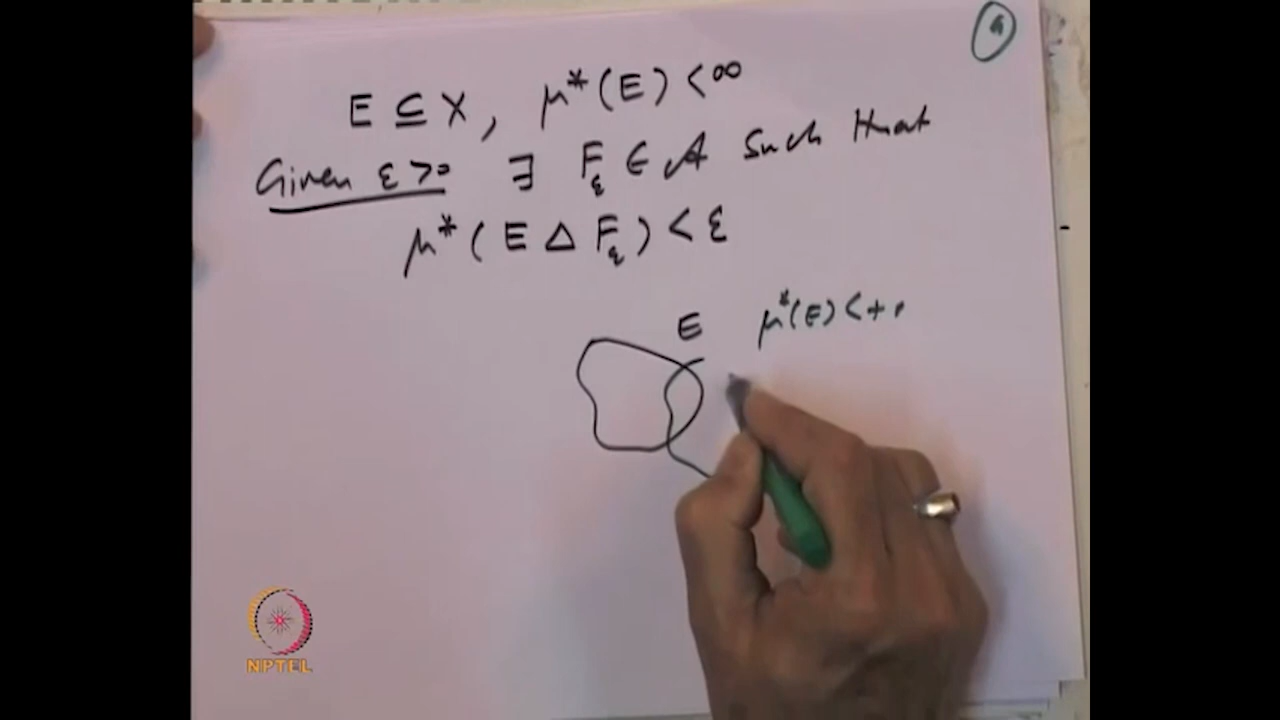 E ⊆ X, μ*(E) < ∞
Given ε > 0 ∃ F_ε ∈ A such that
μ*(E Δ F_ε) < ε
E μ*(E) < +
NPTEL